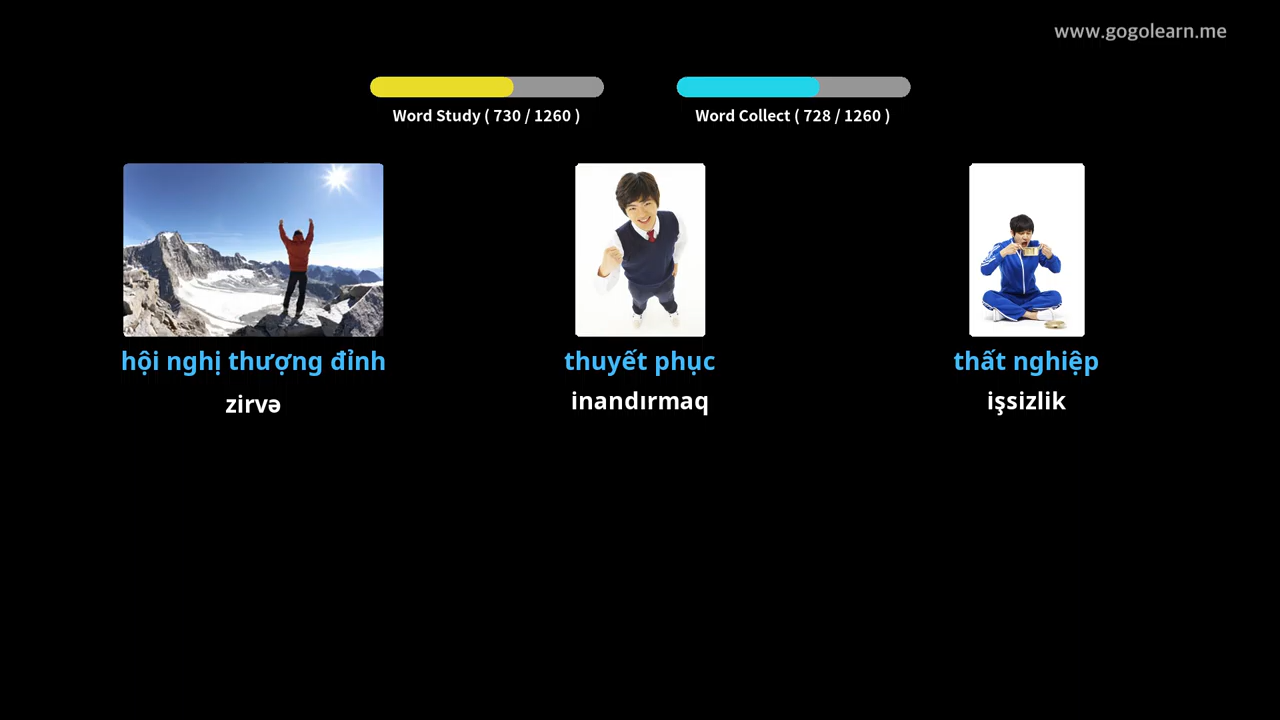 www.gogolearn.me
Word Study ( 730 / 1260 )
Word Collect ( 728 / 1260 )
hội nghị thượng đỉnh
zirvə
thuyết phục
inandırmaq
thất nghiệp
işsizlik